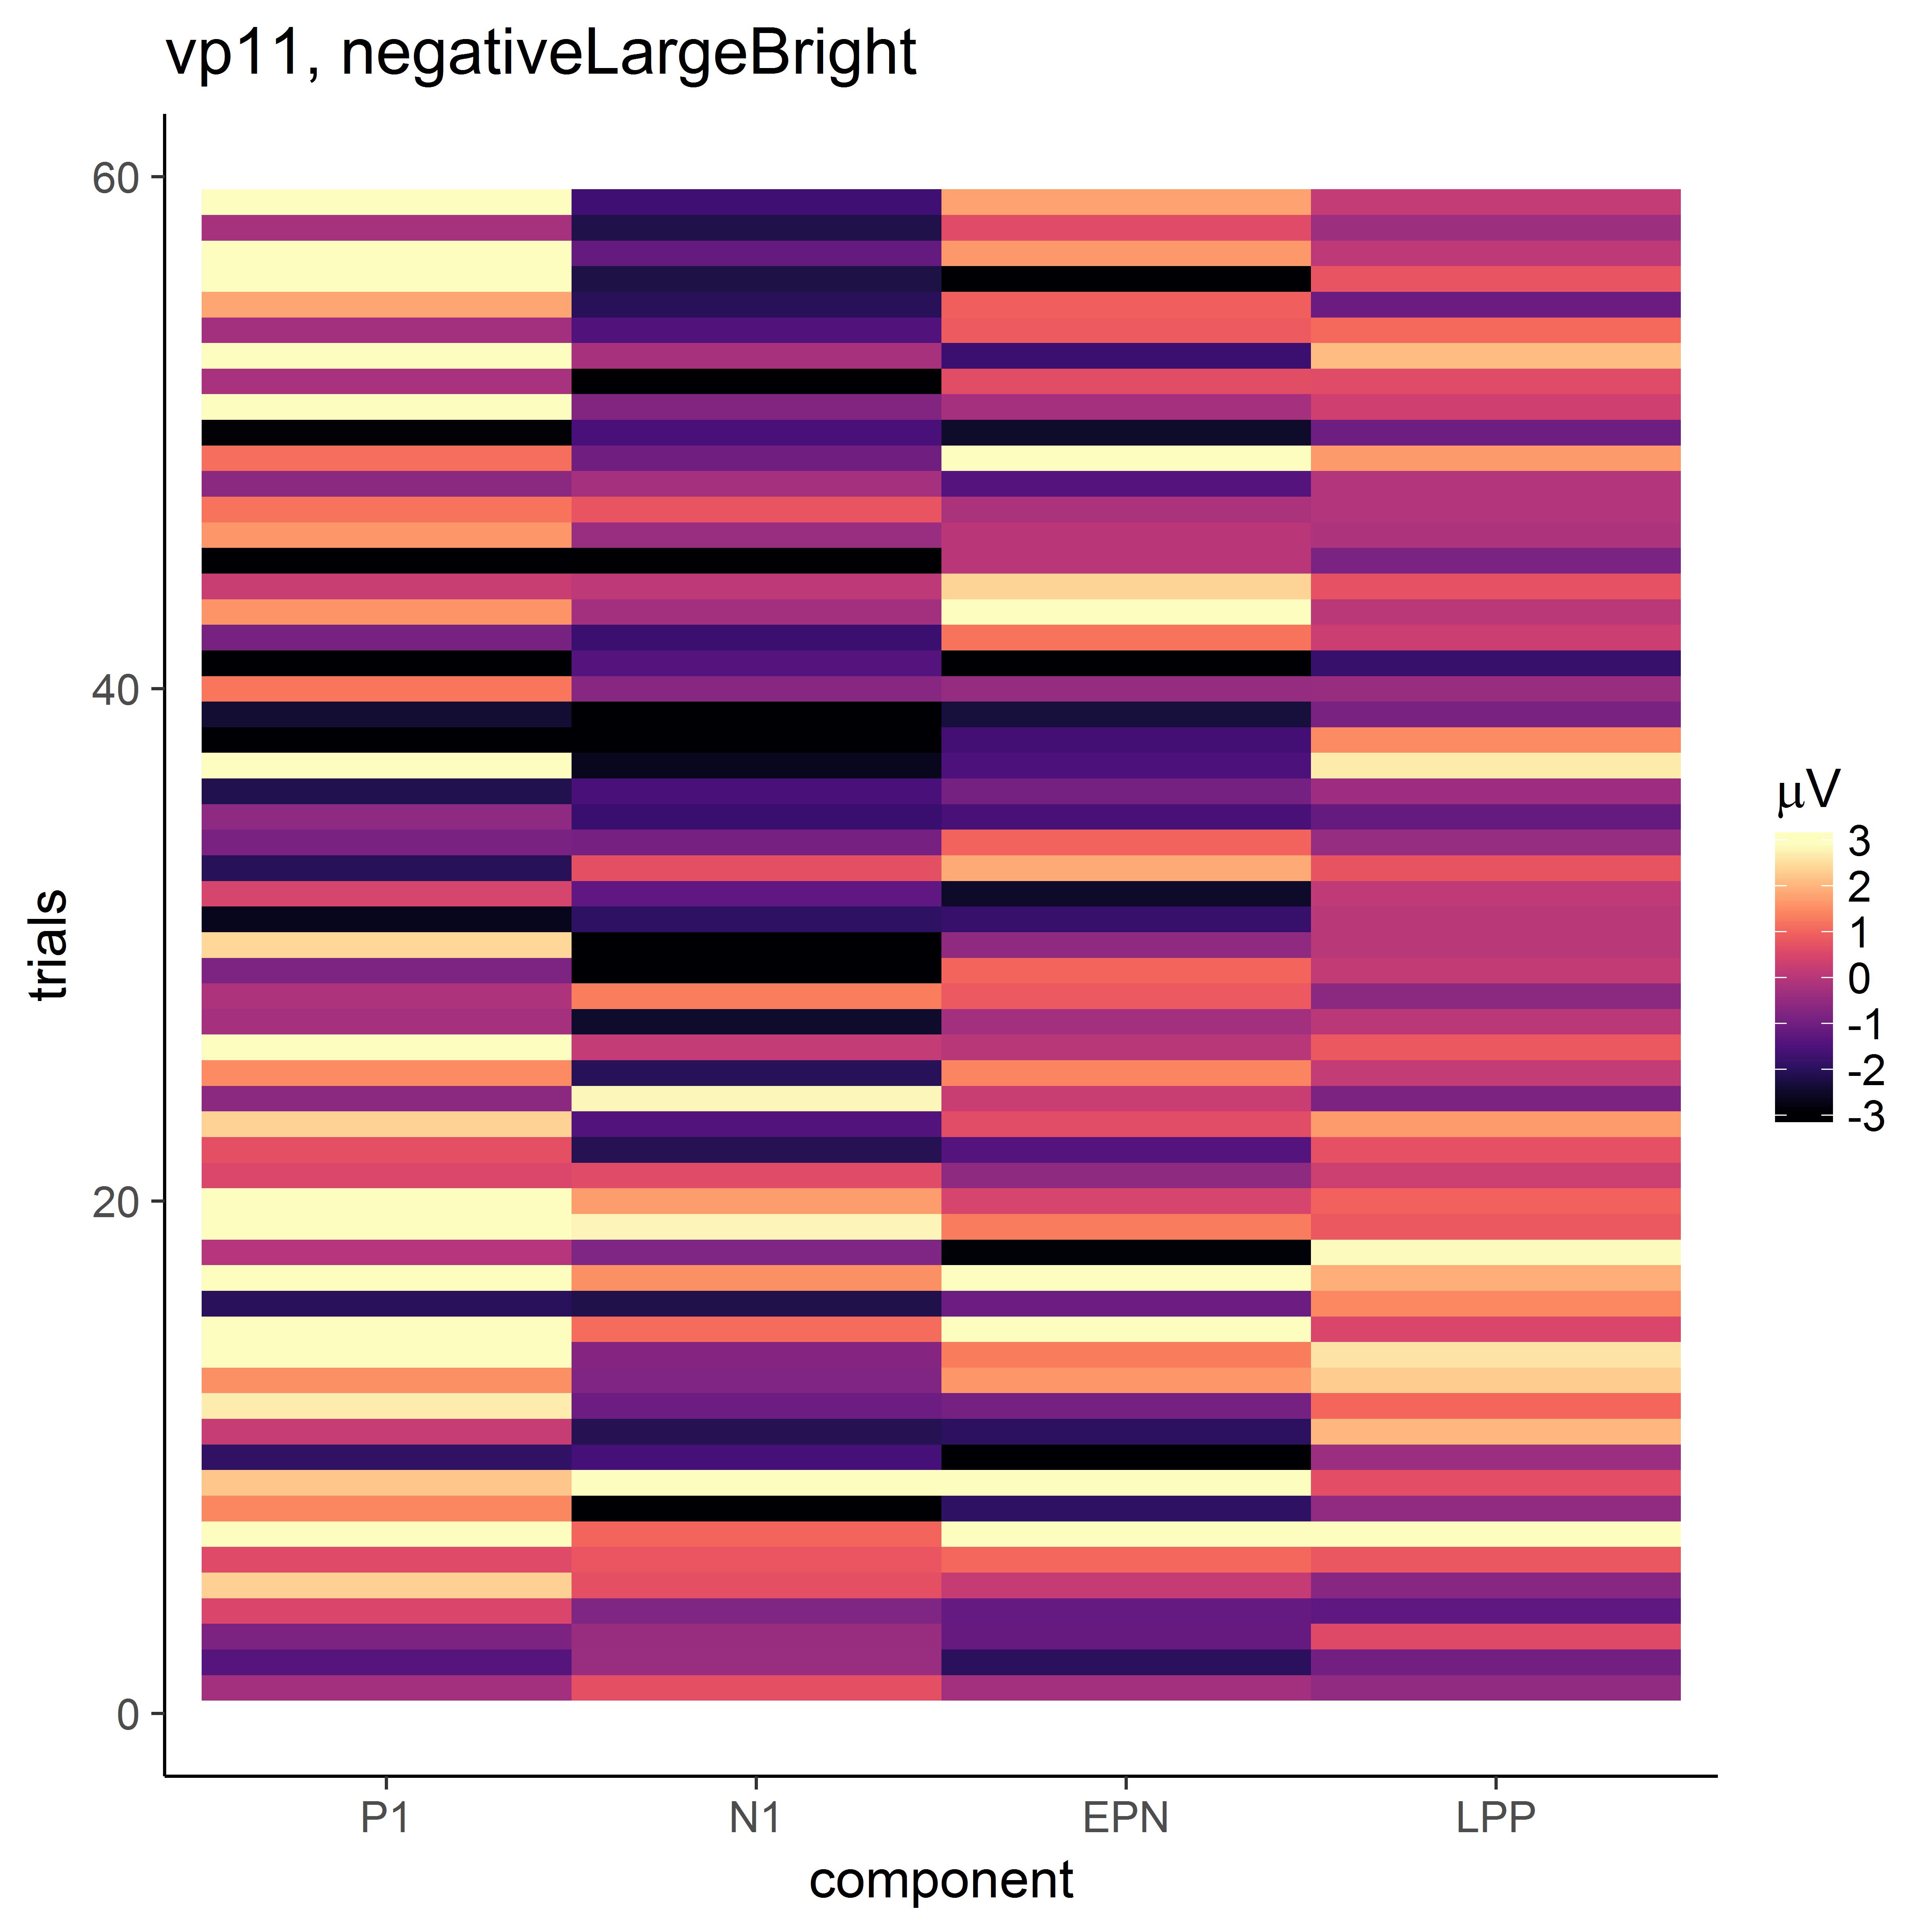 vp11, negativeLargeBright
60
40
20
0
trials
P1 N1 EPN LPP
component
μV
3
2
1
0
-1
-2
-3